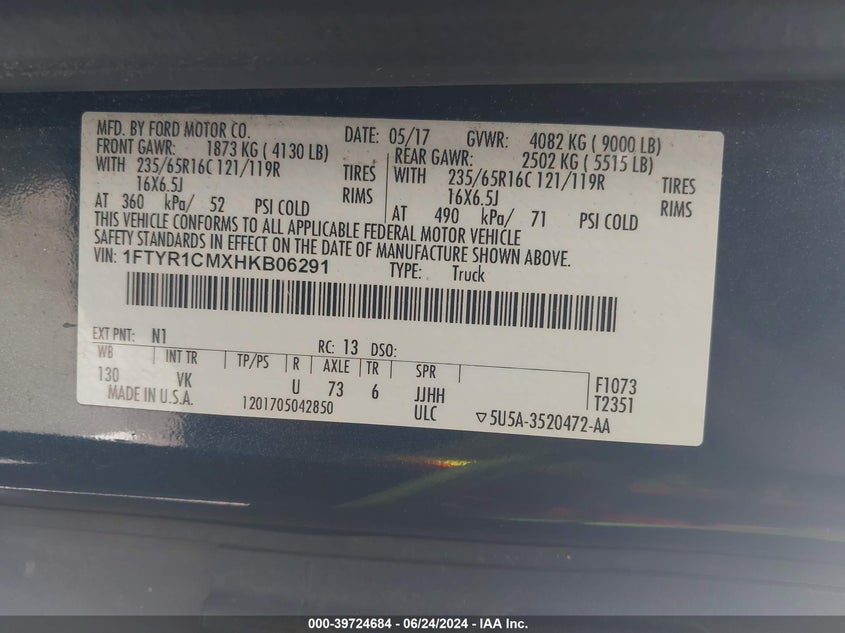 MFD. BY FORD MOTOR CO. DATE: 05/17 GVWR: 4082 KG ( 9000 LB)
FRONT GAWR: 1873 KG ( 4130 LB) REAR GAWR: 2502 KG ( 5515 LB)
WITH 235/65R16C 121/119R TIRES WITH 235/65R16C 121/119R TIRES
16X6.5J RIMS 16X6.5J RIMS
AT 360 kPa/ 52 PSI COLD AT 490 kPa/ 71 PSI COLD
THIS VEHICLE CONFORMS TO ALL APPLICABLE FEDERAL MOTOR VEHICLE
SAFETY STANDARDS IN EFFECT ON THE DATE OF MANUFACTURE SHOWN ABOVE.
VIN: 1FTYR1CMXHKB06291 TYPE: Truck
EXT PNT: N1 RC: 13 DSO:
WB INT TR TP/PS R AXLE TR SPR
130 VK U 73 6 JJHH F1073
MADE IN U.S.A. 1201705042850 ULC T2351
▽5U5A-3520472-AA
000-39724684 - 06/24/2024 - IAA Inc.